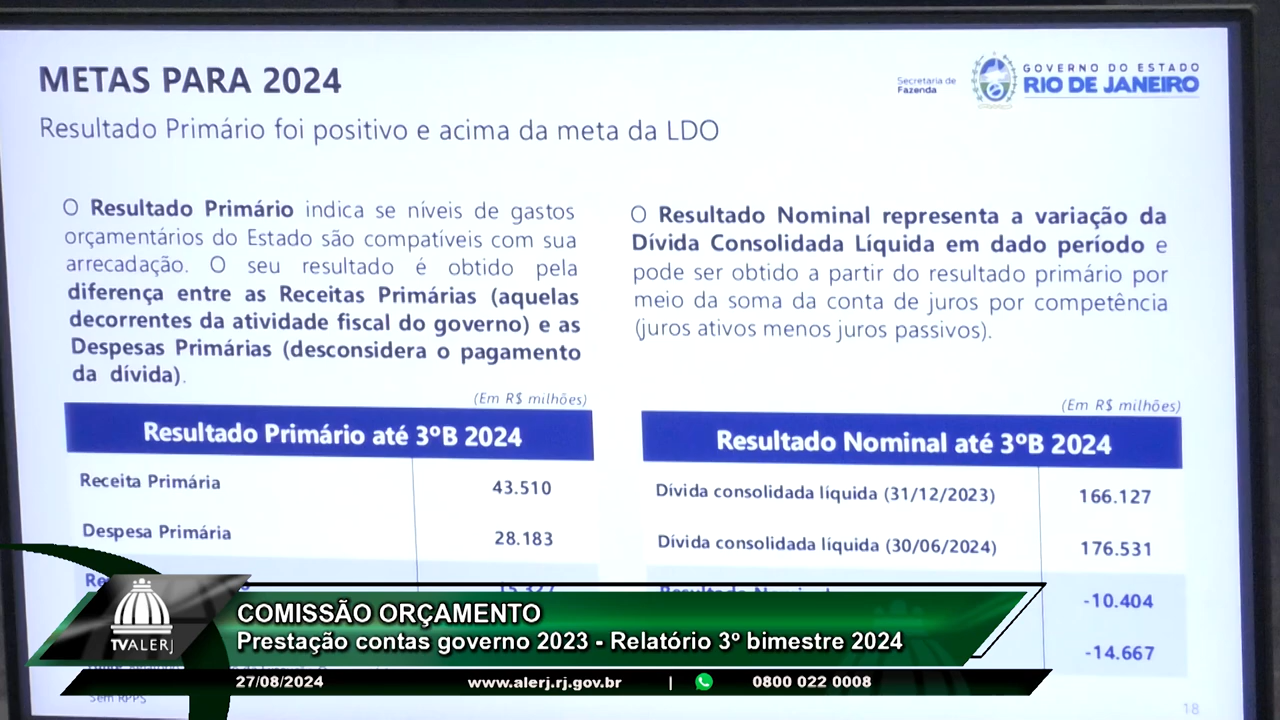 METAS PARA 2024
Resultado Primário foi positivo e acima da meta da LDO
Secretaria de
Fazenda
GOVERNO DO ESTADO
RIO DE JANEIRO
O Resultado Primário indica se níveis de gastos
orçamentários do Estado são compatíveis com sua
arrecadação. O seu resultado é obtido pela
diferença entre as Receitas Primárias (aquelas
decorrentes da atividade fiscal do governo) e as
Despesas Primárias (desconsidera o pagamento
da dívida).
O Resultado Nominal representa a variação da
Dívida Consolidada Líquida em dado período e
pode ser obtido a partir do resultado primário por
meio da soma da conta de juros por competência
(juros ativos menos juros passivos).
(Em R$ milhões)
Resultado Primário até 3ºB 2024
Receita Primária 43.510
Despesa Primária 28.183
15.327
(Em R$ milhões)
Resultado Nominal até 3ºB 2024
Dívida consolidada líquida (31/12/2023) 166.127
Dívida consolidada líquida (30/06/2024) 176.531
-10.404
-14.667
Sem RPPS
18
TVALERJ
COMISSÃO ORÇAMENTO
Prestação contas governo 2023 - Relatório 3º bimestre 2024
27/08/2024 www.alerj.rj.gov.br | 0800 022 0008